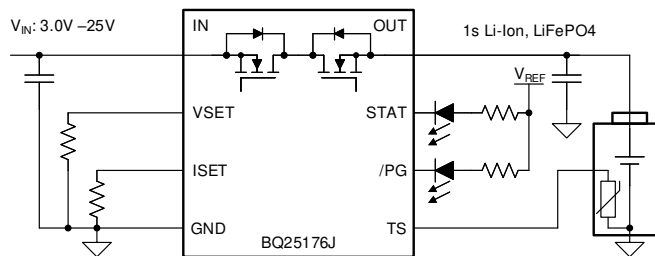 VIN: 3.0V –25V
IN
OUT
1s Li-Ion, LiFePO4
VREF
VSET
STAT
ISET
/PG
GND
TS
BQ25176J